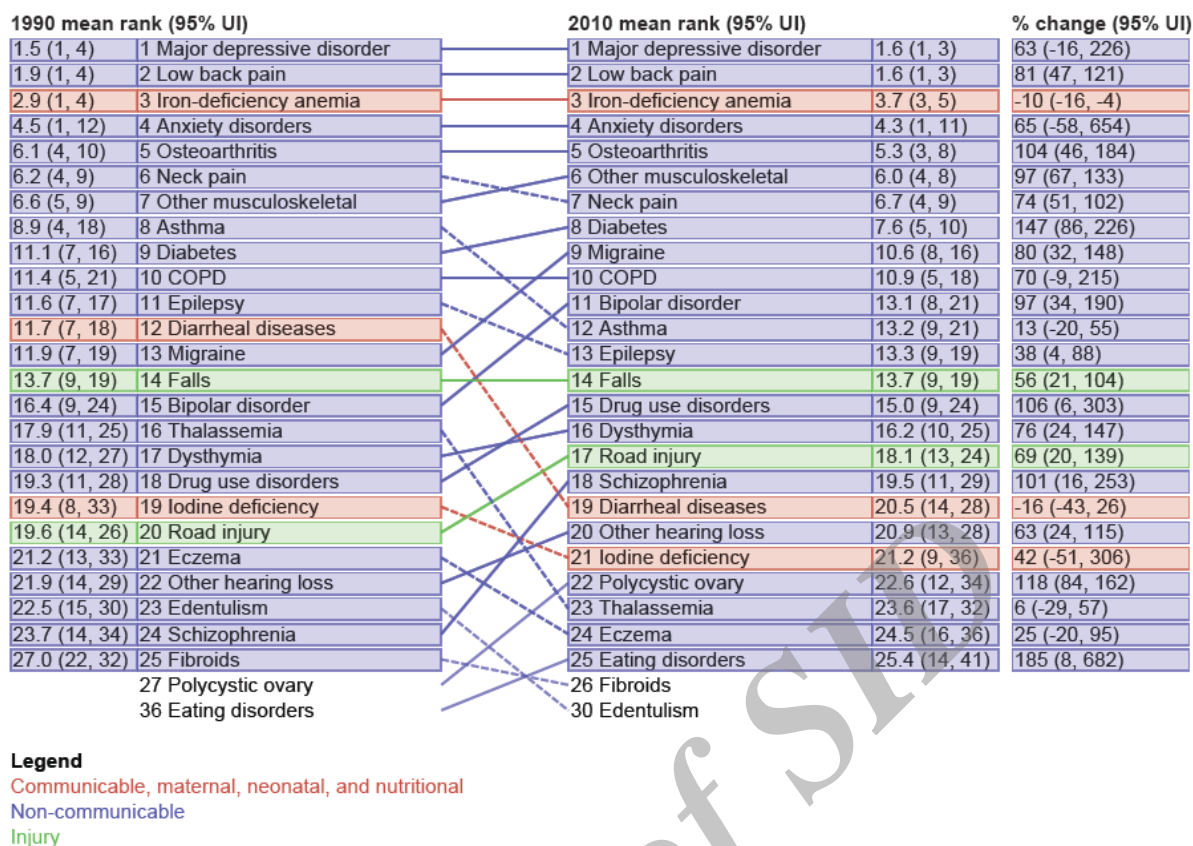 1990 mean rank (95% UI) 2010 mean rank (95% UI) % change (95% UI)
1.5 (1, 4) 1 Major depressive disorder 1 Major depressive disorder 1.6 (1, 3) 63 (-16, 226)
1.9 (1, 4) 2 Low back pain 2 Low back pain 1.6 (1, 3) 81 (47, 121)
2.9 (1, 4) 3 Iron-deficiency anemia 3 Iron-deficiency anemia 3.7 (3, 5) -10 (-16, -4)
4.5 (1, 12) 4 Anxiety disorders 4 Anxiety disorders 4.3 (1, 11) 65 (-58, 654)
6.1 (4, 10) 5 Osteoarthritis 5 Osteoarthritis 5.3 (3, 8) 104 (46, 184)
6.2 (4, 9) 6 Neck pain 6 Other musculoskeletal 6.0 (4, 8) 97 (67, 133)
6.6 (5, 9) 7 Other musculoskeletal 7 Neck pain 6.7 (4, 9) 74 (51, 102)
8.9 (4, 18) 8 Asthma 8 Diabetes 7.6 (5, 10) 147 (86, 226)
11.1 (7, 16) 9 Diabetes 9 Migraine 10.6 (8, 16) 80 (32, 148)
11.4 (5, 21) 10 COPD 10 COPD 10.9 (5, 18) 70 (-9, 215)
11.6 (7, 17) 11 Epilepsy 11 Bipolar disorder 13.1 (8, 21) 97 (34, 190)
11.7 (7, 18) 12 Diarrheal diseases 12 Asthma 13.2 (9, 21) 13 (-20, 55)
11.9 (7, 19) 13 Migraine 13 Epilepsy 13.3 (9, 19) 38 (4, 88)
13.7 (9, 19) 14 Falls 14 Falls 13.7 (9, 19) 56 (21, 104)
16.4 (9, 24) 15 Bipolar disorder 15 Drug use disorders 15.0 (9, 24) 106 (6, 303)
17.9 (11, 25) 16 Thalassemia 16 Dysthymia 16.2 (10, 25) 76 (24, 147)
18.0 (12, 27) 17 Dysthymia 17 Road injury 18.1 (13, 24) 69 (20, 139)
19.3 (11, 28) 18 Drug use disorders 18 Schizophrenia 19.5 (11, 29) 101 (16, 253)
19.4 (8, 33) 19 Iodine deficiency 19 Diarrheal diseases 20.5 (14, 28) -16 (-43, 26)
19.6 (14, 26) 20 Road injury 20 Other hearing loss 20.9 (13, 28) 63 (24, 115)
21.2 (13, 33) 21 Eczema 21 Iodine deficiency 21.2 (9, 36) 42 (-51, 306)
21.9 (14, 29) 22 Other hearing loss 22 Polycystic ovary 22.6 (12, 34) 118 (84, 162)
22.5 (15, 30) 23 Edentulism 23 Thalassemia 23.6 (17, 32) 6 (-29, 57)
23.7 (14, 34) 24 Schizophrenia 24 Eczema 24.5 (16, 36) 25 (-20, 95)
27.0 (22, 32) 25 Fibroids 25 Eating disorders 25.4 (14, 41) 185 (8, 682)
27 Polycystic ovary 26 Fibroids
36 Eating disorders 30 Edentulism
Legend
Communicable, maternal, neonatal, and nutritional
Non-communicable
Injury
of SID